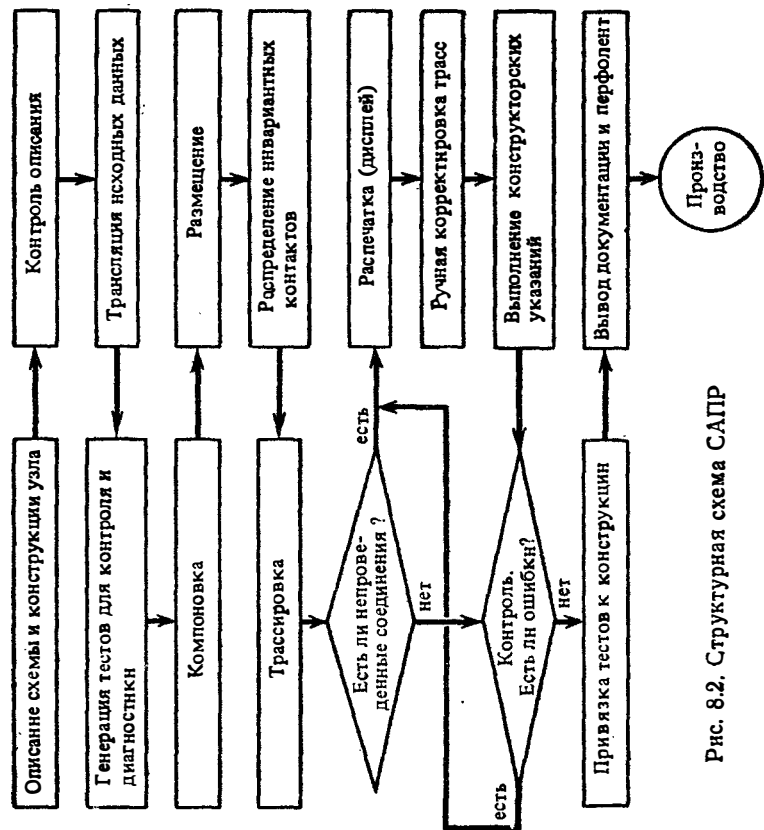 Описание схемы и конструкции узла
Контроль описания
Трансляция исходных данных
Генерация тестов для контроля и
диагностики
Компоновка
Размещение
Распределение инвариантных
контактов
Трассировка
Есть ли непрове-
денные соединения ?
есть
нет
Распечатка (дисплей)
Ручная корректировка трасс
Выполнение конструкторских
указаний
Контроль.
Есть ли ошибки?
есть
нет
Привязка тестов к конструкции
Вывод документации и перфолент
Произ-
водство
Рис. 8.2. Структурная схема САПР